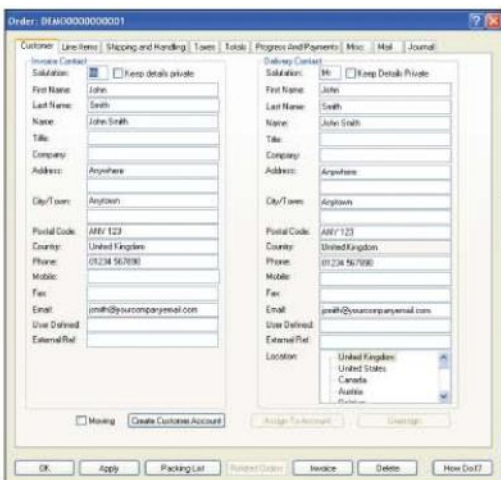 Order: DEMO00000000001
Customer Line Items Shipping and Handling Taxes Totals Progress And Payments Misc Mail Journal
Invoice Contact
Salutation: Mr Keep details private
First Name: John
Last Name: Smith
Name: John Smith
Title:
Company:
Address: Anywhere
City/Town: Anytown
Postal Code: ANY 123
Country: United Kingdom
Phone: 01234 567890
Mobile:
Fax:
Email: jsmith@yourcompanyemail.com
User Defined:
External Ref:
Delivery Contact
Salutation: Mr Keep Details Private
First Name: John
Last Name: Smith
Name: John Smith
Title:
Company:
Address: Anywhere
City/Town: Anytown
Postal Code: ANY 123
Country: United Kingdom
Phone: 01234 567890
Mobile:
Fax:
Email: jsmith@yourcompanyemail.com
User Defined:
External Ref:
Location: United Kingdom
United States
Canada
Austria
Moving Create Customer Account Assign To Account Unassign
OK Apply Packing List Related Orders Invoice Delete How Do I?